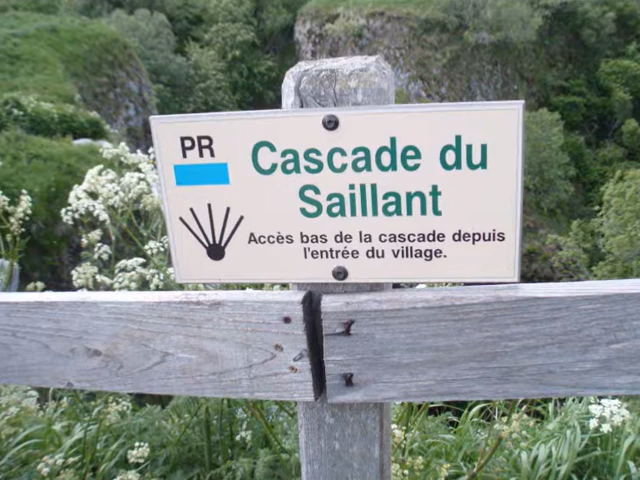 PR
Cascade du
Saillant
Accès bas de la cascade depuis
l'entrée du village.